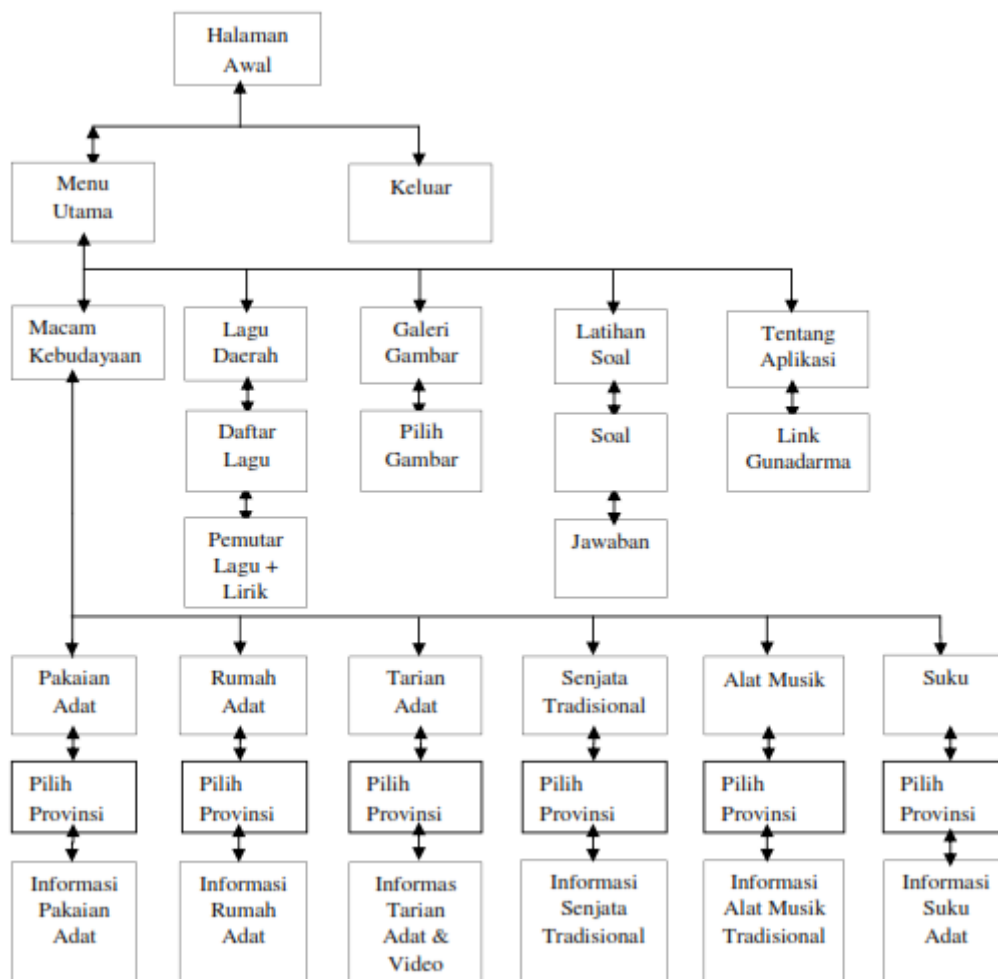 Halaman
Awal
Menu
Utama
Keluar
Macam
Kebudayaan
Lagu
Daerah
Galeri
Gambar
Latihan
Soal
Tentang
Aplikasi
Daftar
Lagu
Pilih
Gambar
Soal
Link
Gunadarma
Pemutar
Lagu +
Lirik
Jawaban
Pakaian
Adat
Rumah
Adat
Tarian
Adat
Senjata
Tradisional
Alat Musik
Suku
Pilih
Provinsi
Pilih
Provinsi
Pilih
Provinsi
Pilih
Provinsi
Pilih
Provinsi
Pilih
Provinsi
Informasi
Pakaian
Adat
Informasi
Rumah
Adat
Informas
Tarian
Adat &
Video
Informasi
Senjata
Tradisional
Informasi
Alat Musik
Tradisional
Informasi
Suku
Adat